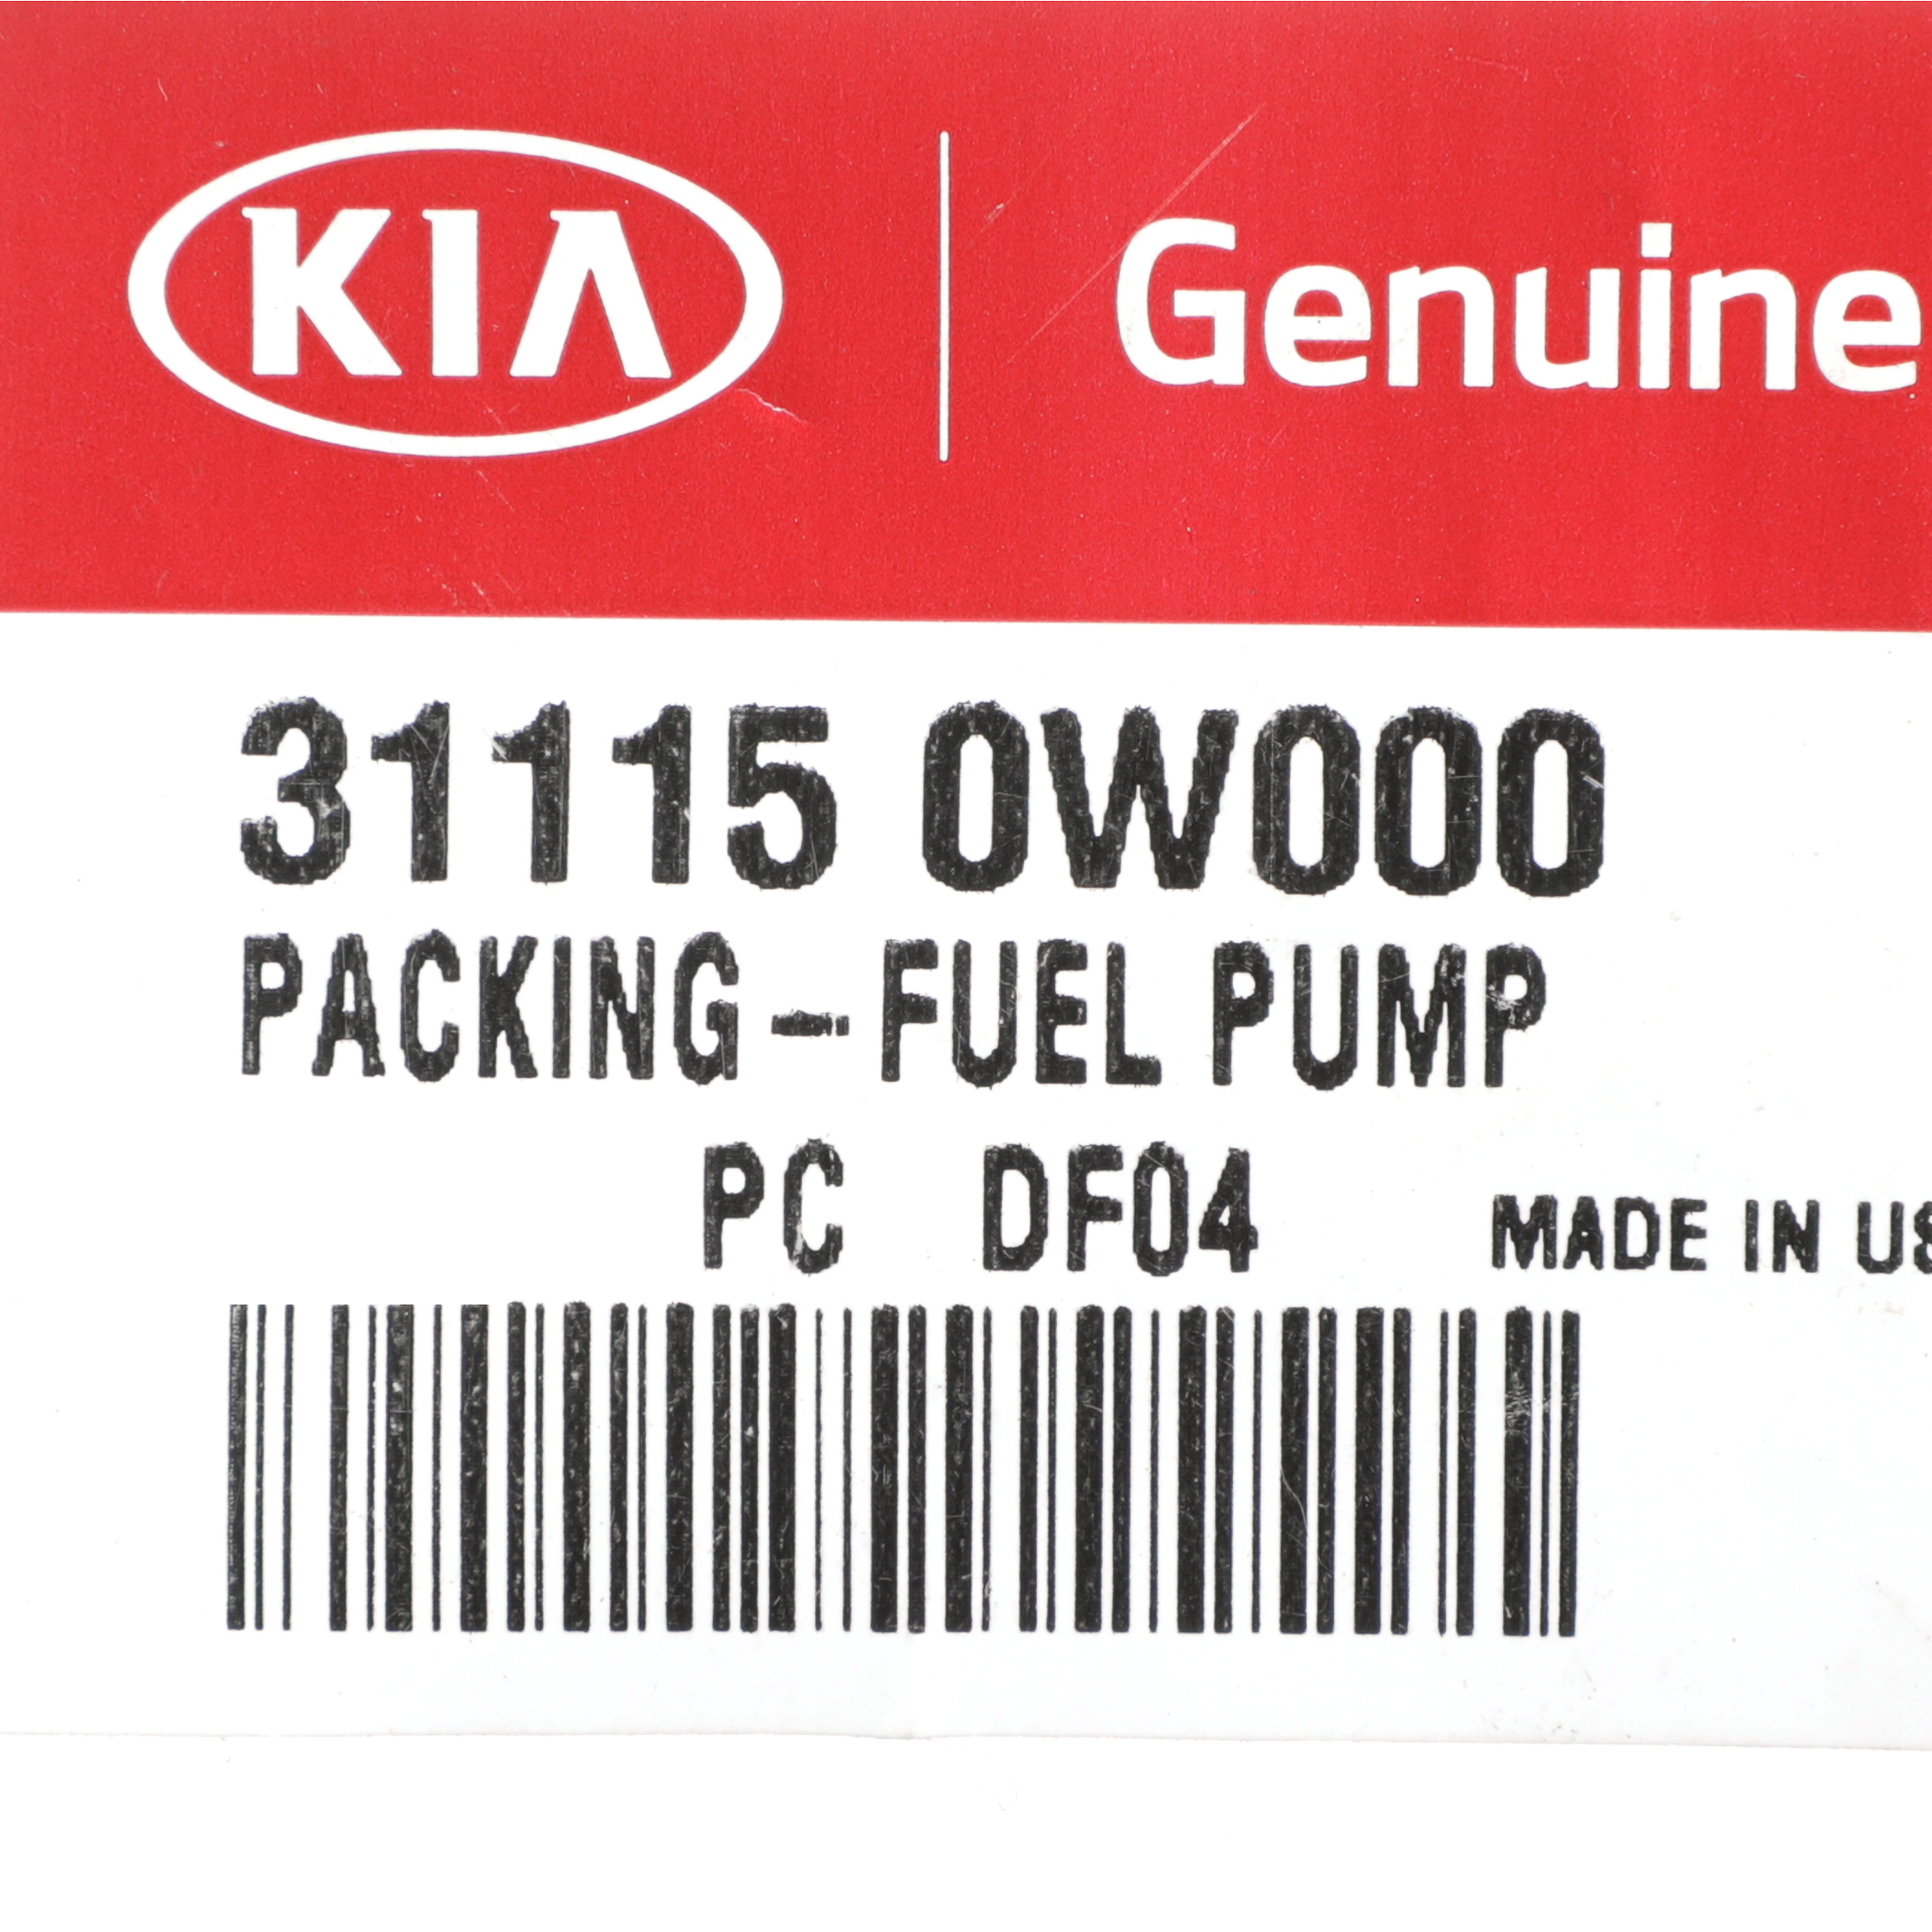 KIA Genuine
31115 0W000
PACKING-FUEL PUMP
PC DF04 MADE IN US